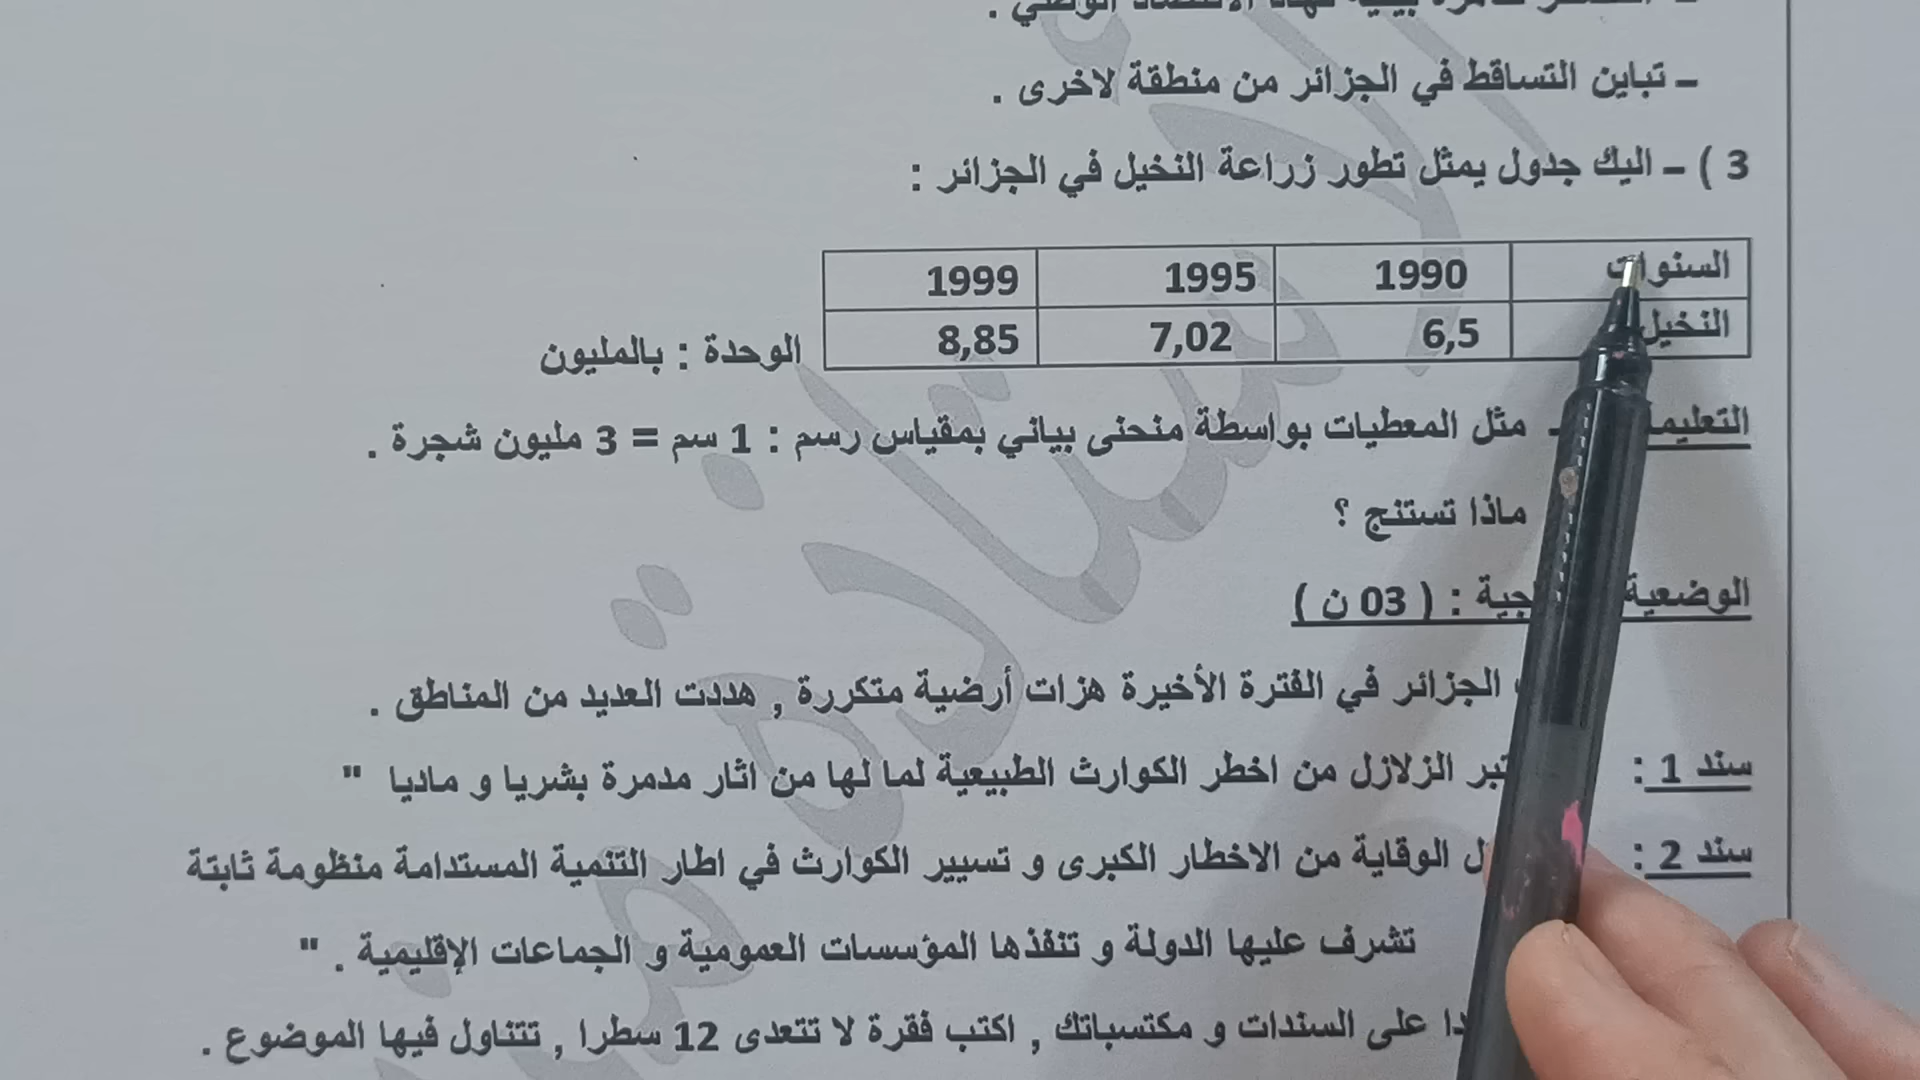 ـ تباين التساقط في الجزائر من منطقة لاخرى .
3 ) ـ اليك جدول يمثل تطور زراعة النخيل في الجزائر :
السنوات 1990 1995 1999
النخيل 6,5 7,02 8,85 الوحدة : بالمليون
ـ مثل المعطيات بواسطة منحنى بياني بمقياس رسم : 1 سم = 3 مليون شجرة .
ماذا تستنج ؟
الوضعية : ( 03 ن )
الجزائر في الفترة الأخيرة هزات أرضية متكررة , هددت العديد من المناطق .
سند 1 : الزلازل من اخطر الكوارث الطبيعية لما لها من اثار مدمرة بشريا و ماديا "
سند 2 : الوقاية من الاخطار الكبرى و تسيير الكوارث في اطار التنمية المستدامة منظومة ثابتة
تشرف عليها الدولة و تنفذها المؤسسات العمومية و الجماعات الإقليمية . "
على السندات و مكتسباتك , اكتب فقرة لا تتعدى 12 سطرا , تتناول فيها الموضوع .